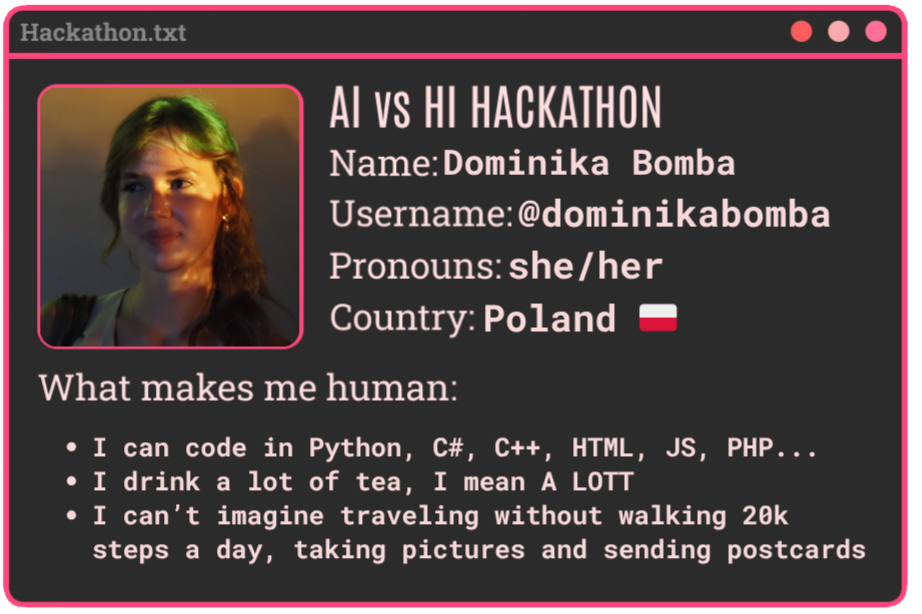 Hackathon.txt
AI vs HI HACKATHON
Name: Dominika Bomba
Username: @dominikabomba
Pronouns: she/her
Country: Poland
What makes me human:
• I can code in Python, C#, C++, HTML, JS, PHP...
• I drink a lot of tea, I mean A LOTT
• I can’t imagine traveling without walking 20k
steps a day, taking pictures and sending postcards